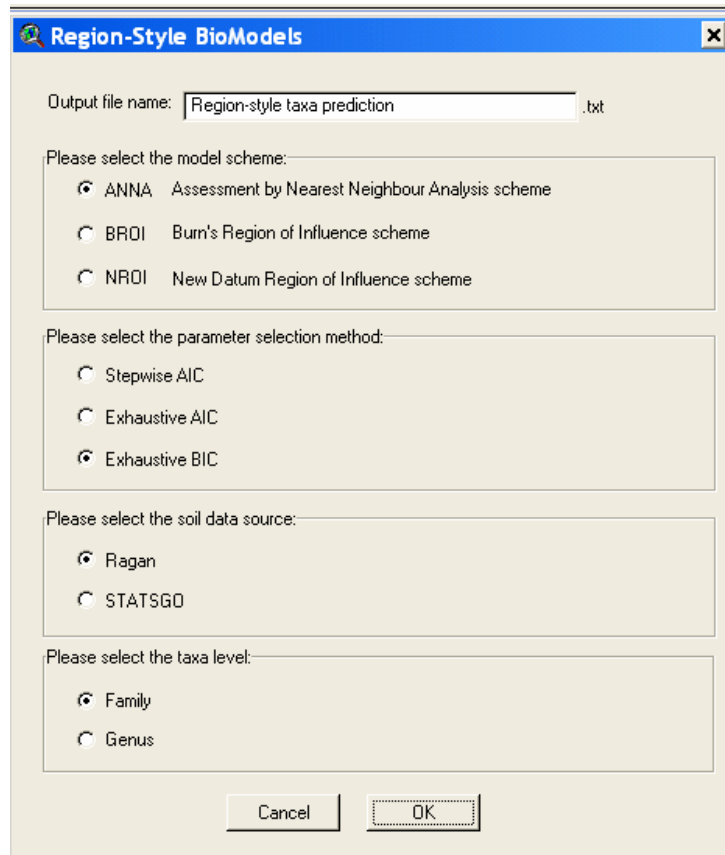 Region-Style BioModels
Output file name: Region-style taxa prediction .txt
Please select the model scheme:
ANNA Assessment by Nearest Neighbour Analysis scheme
BROI Burn's Region of Influence scheme
NROI New Datum Region of Influence scheme
Please select the parameter selection method:
Stepwise AIC
Exhaustive AIC
Exhaustive BIC
Please select the soil data source:
Ragan
STATSGO
Please select the taxa level:
Family
Genus
Cancel OK